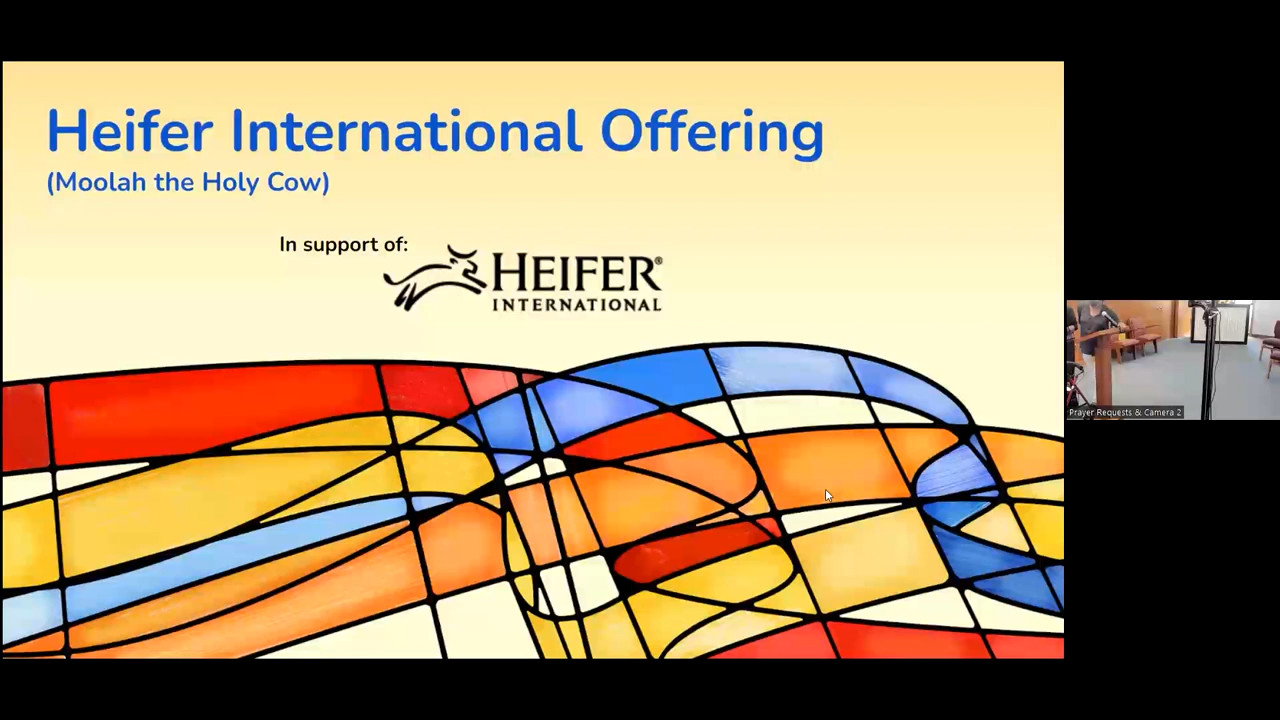 Heifer International Offering
(Moolah the Holy Cow)
In support of:
HEIFER®
INTERNATIONAL
Prayer Requests & Camera 2